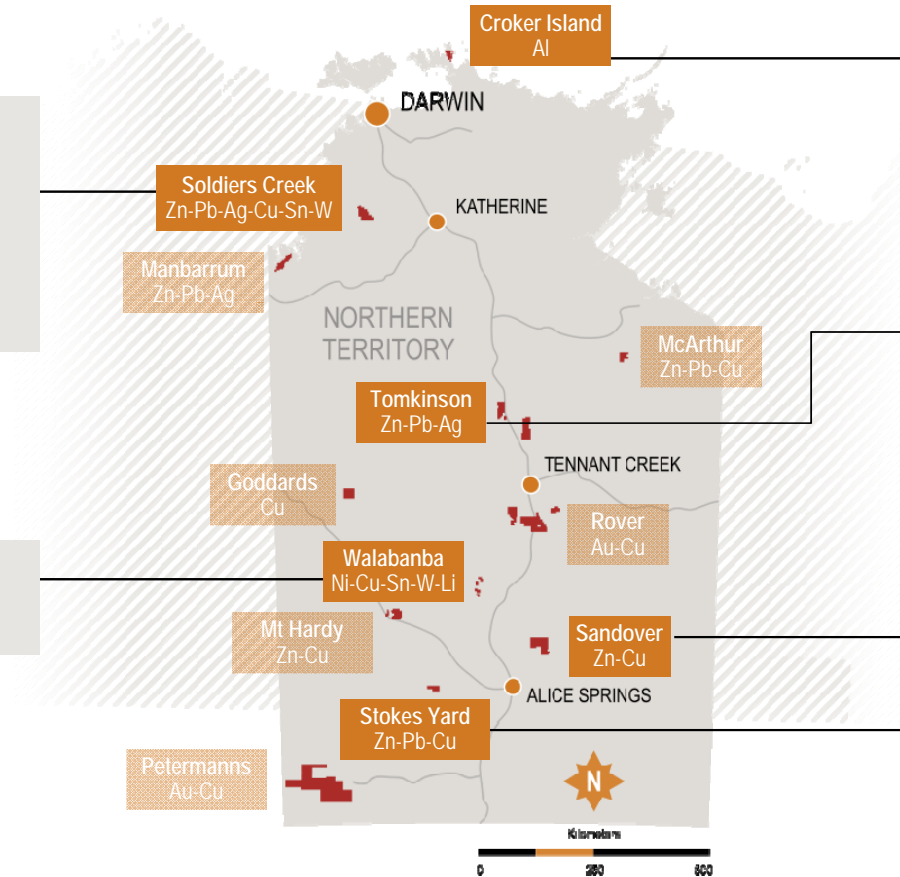 Croker Island
Al
DARWIN
Soldiers Creek
Zn-Pb-Ag-Cu-Sn-W
KATHERINE
Manbarrum
Zn-Pb-Ag
NORTHERN
TERRITORY
McArthur
Zn-Pb-Cu
Tomkinson
Zn-Pb-Ag
TENNANT CREEK
Goddards
Cu
Rover
Au-Cu
Walabanba
Ni-Cu-Sn-W-Li
Mt Hardy
Zn-Cu
Sandover
Zn-Cu
ALICE SPRINGS
Stokes Yard
Zn-Pb-Cu
Petermanns
Au-Cu
N
Kilometers
0 250 500